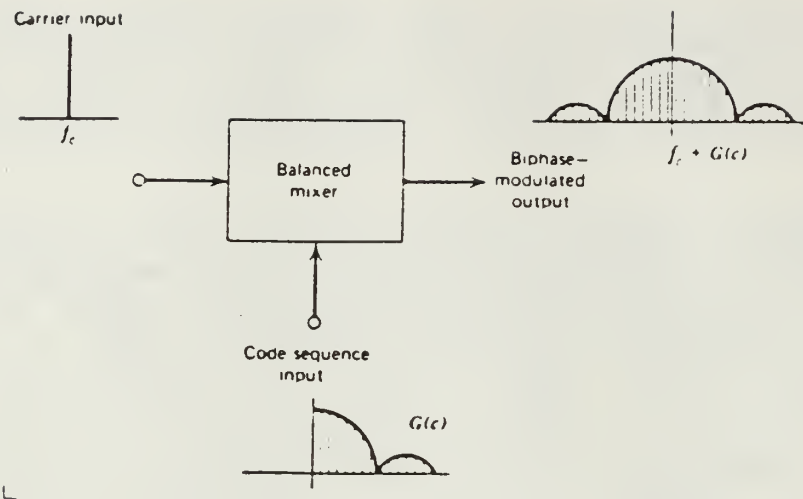 Carrier input
f_c
Balanced
mixer
Biphase–
modulated
output
f_c + G(c)
Code sequence
input
G(c)